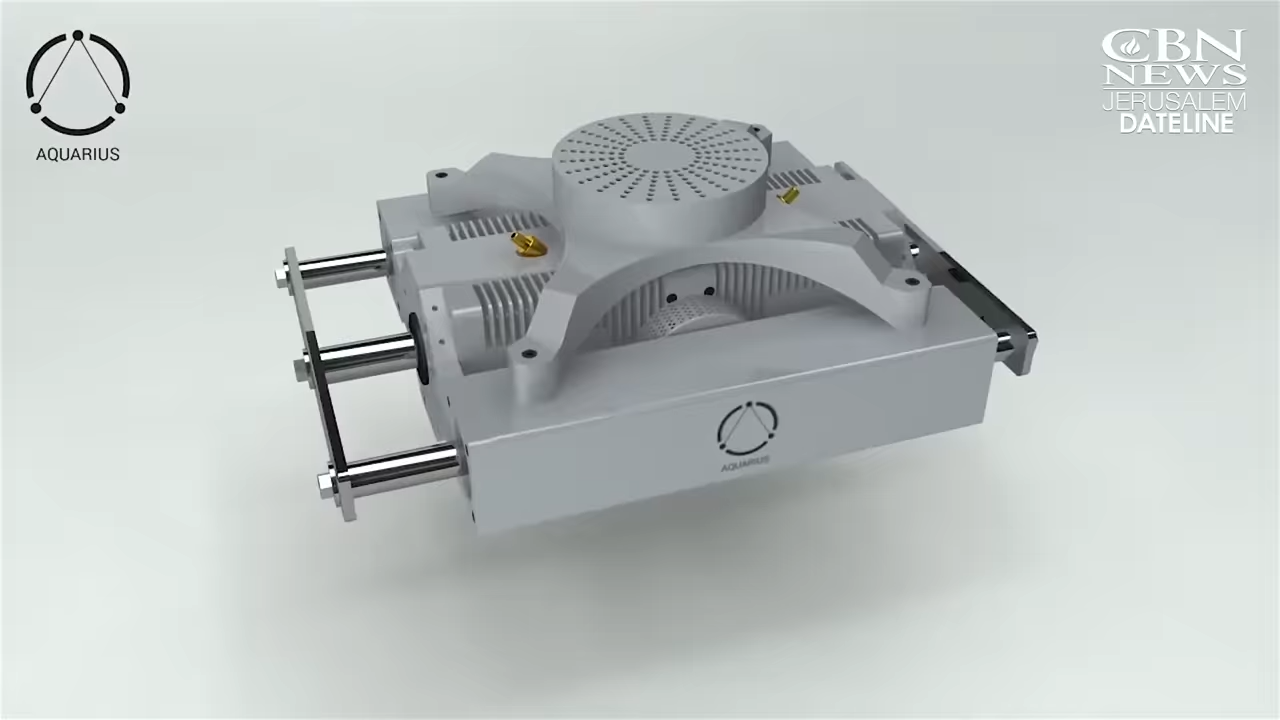 AQUARIUS
CBN
NEWS
JERUSALEM
DATELINE
AQUARIUS